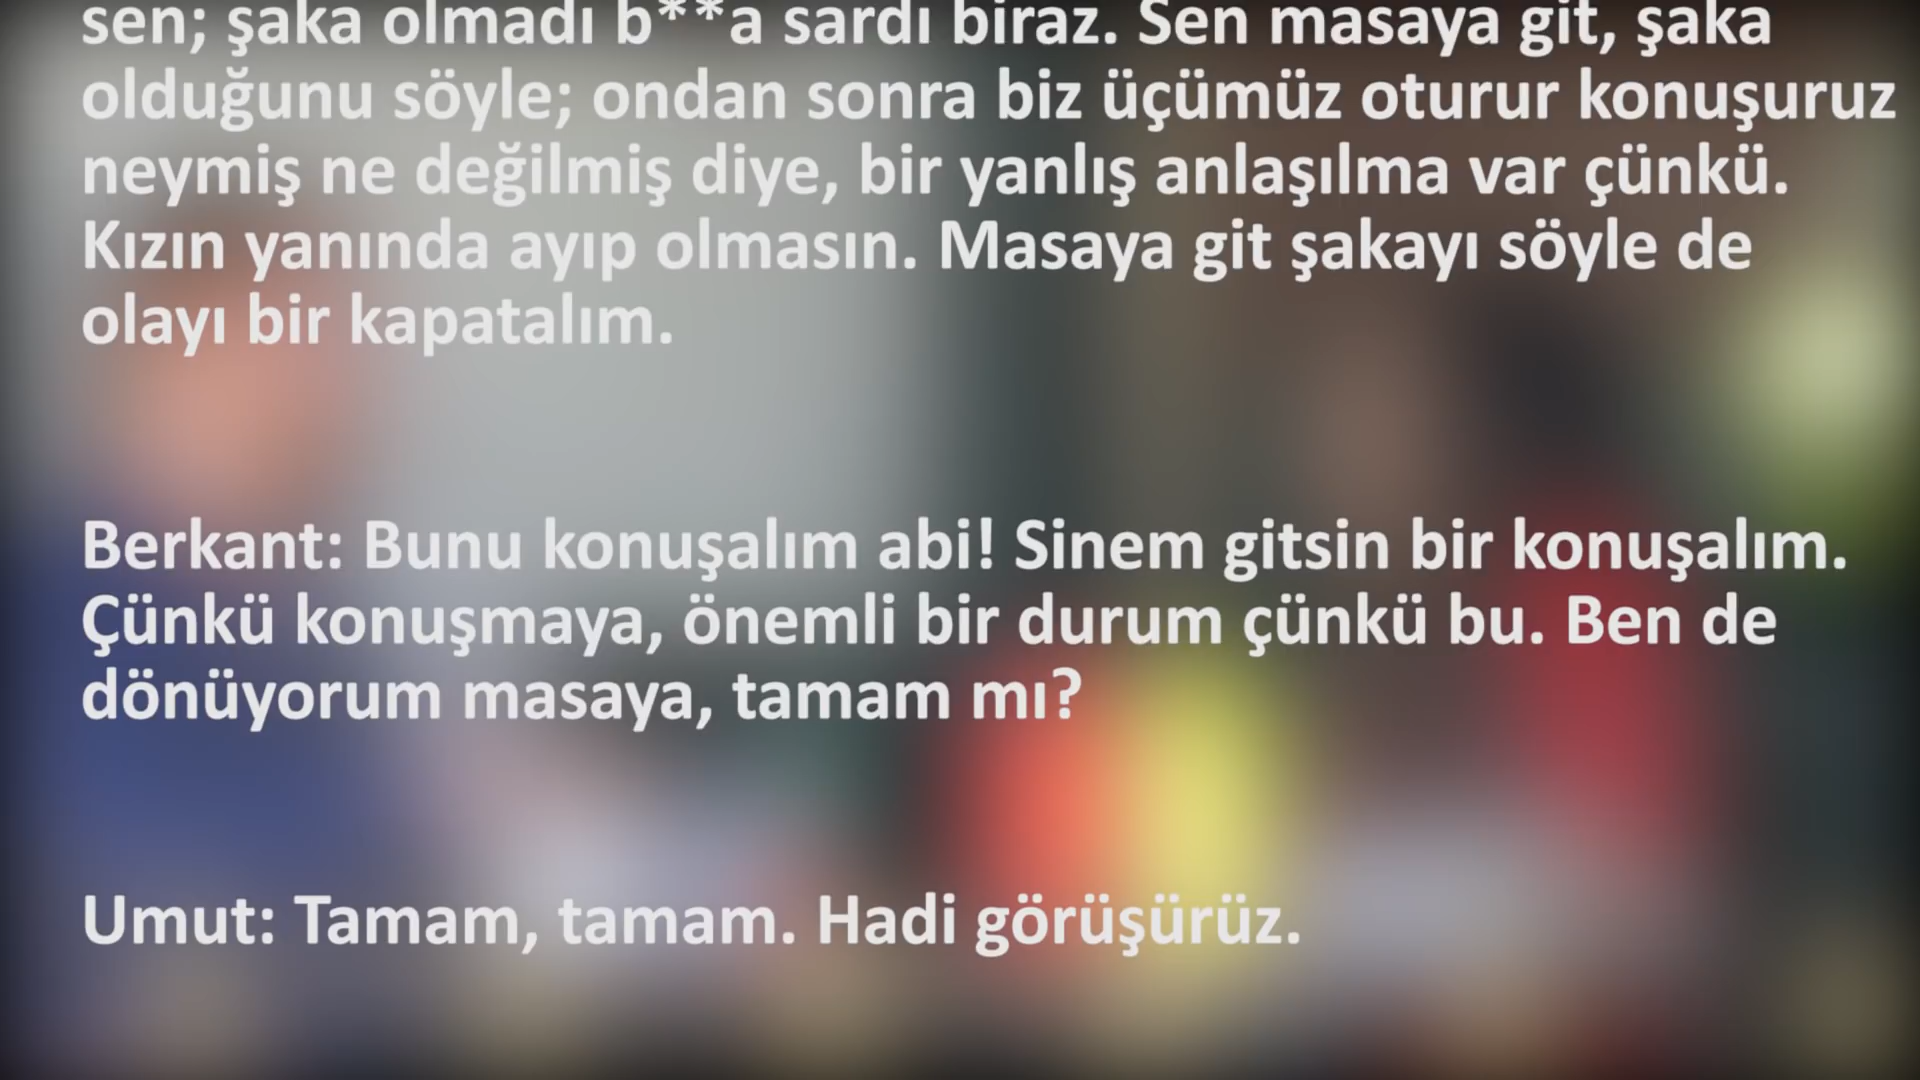 sen; şaka olmadı b**a sardı biraz. Sen masaya git, şaka
olduğunu söyle; ondan sonra biz üçümüz oturur konuşuruz
neymiş ne değilmiş diye, bir yanlış anlaşılma var çünkü.
Kızın yanında ayıp olmasın. Masaya git şakayı söyle de
olayı bir kapatalım.
Berkant: Bunu konuşalım abi! Sinem gitsin bir konuşalım.
Çünkü konuşmaya, önemli bir durum çünkü bu. Ben de
dönüyorum masaya, tamam mı?
Umut: Tamam, tamam. Hadi görüşürüz.